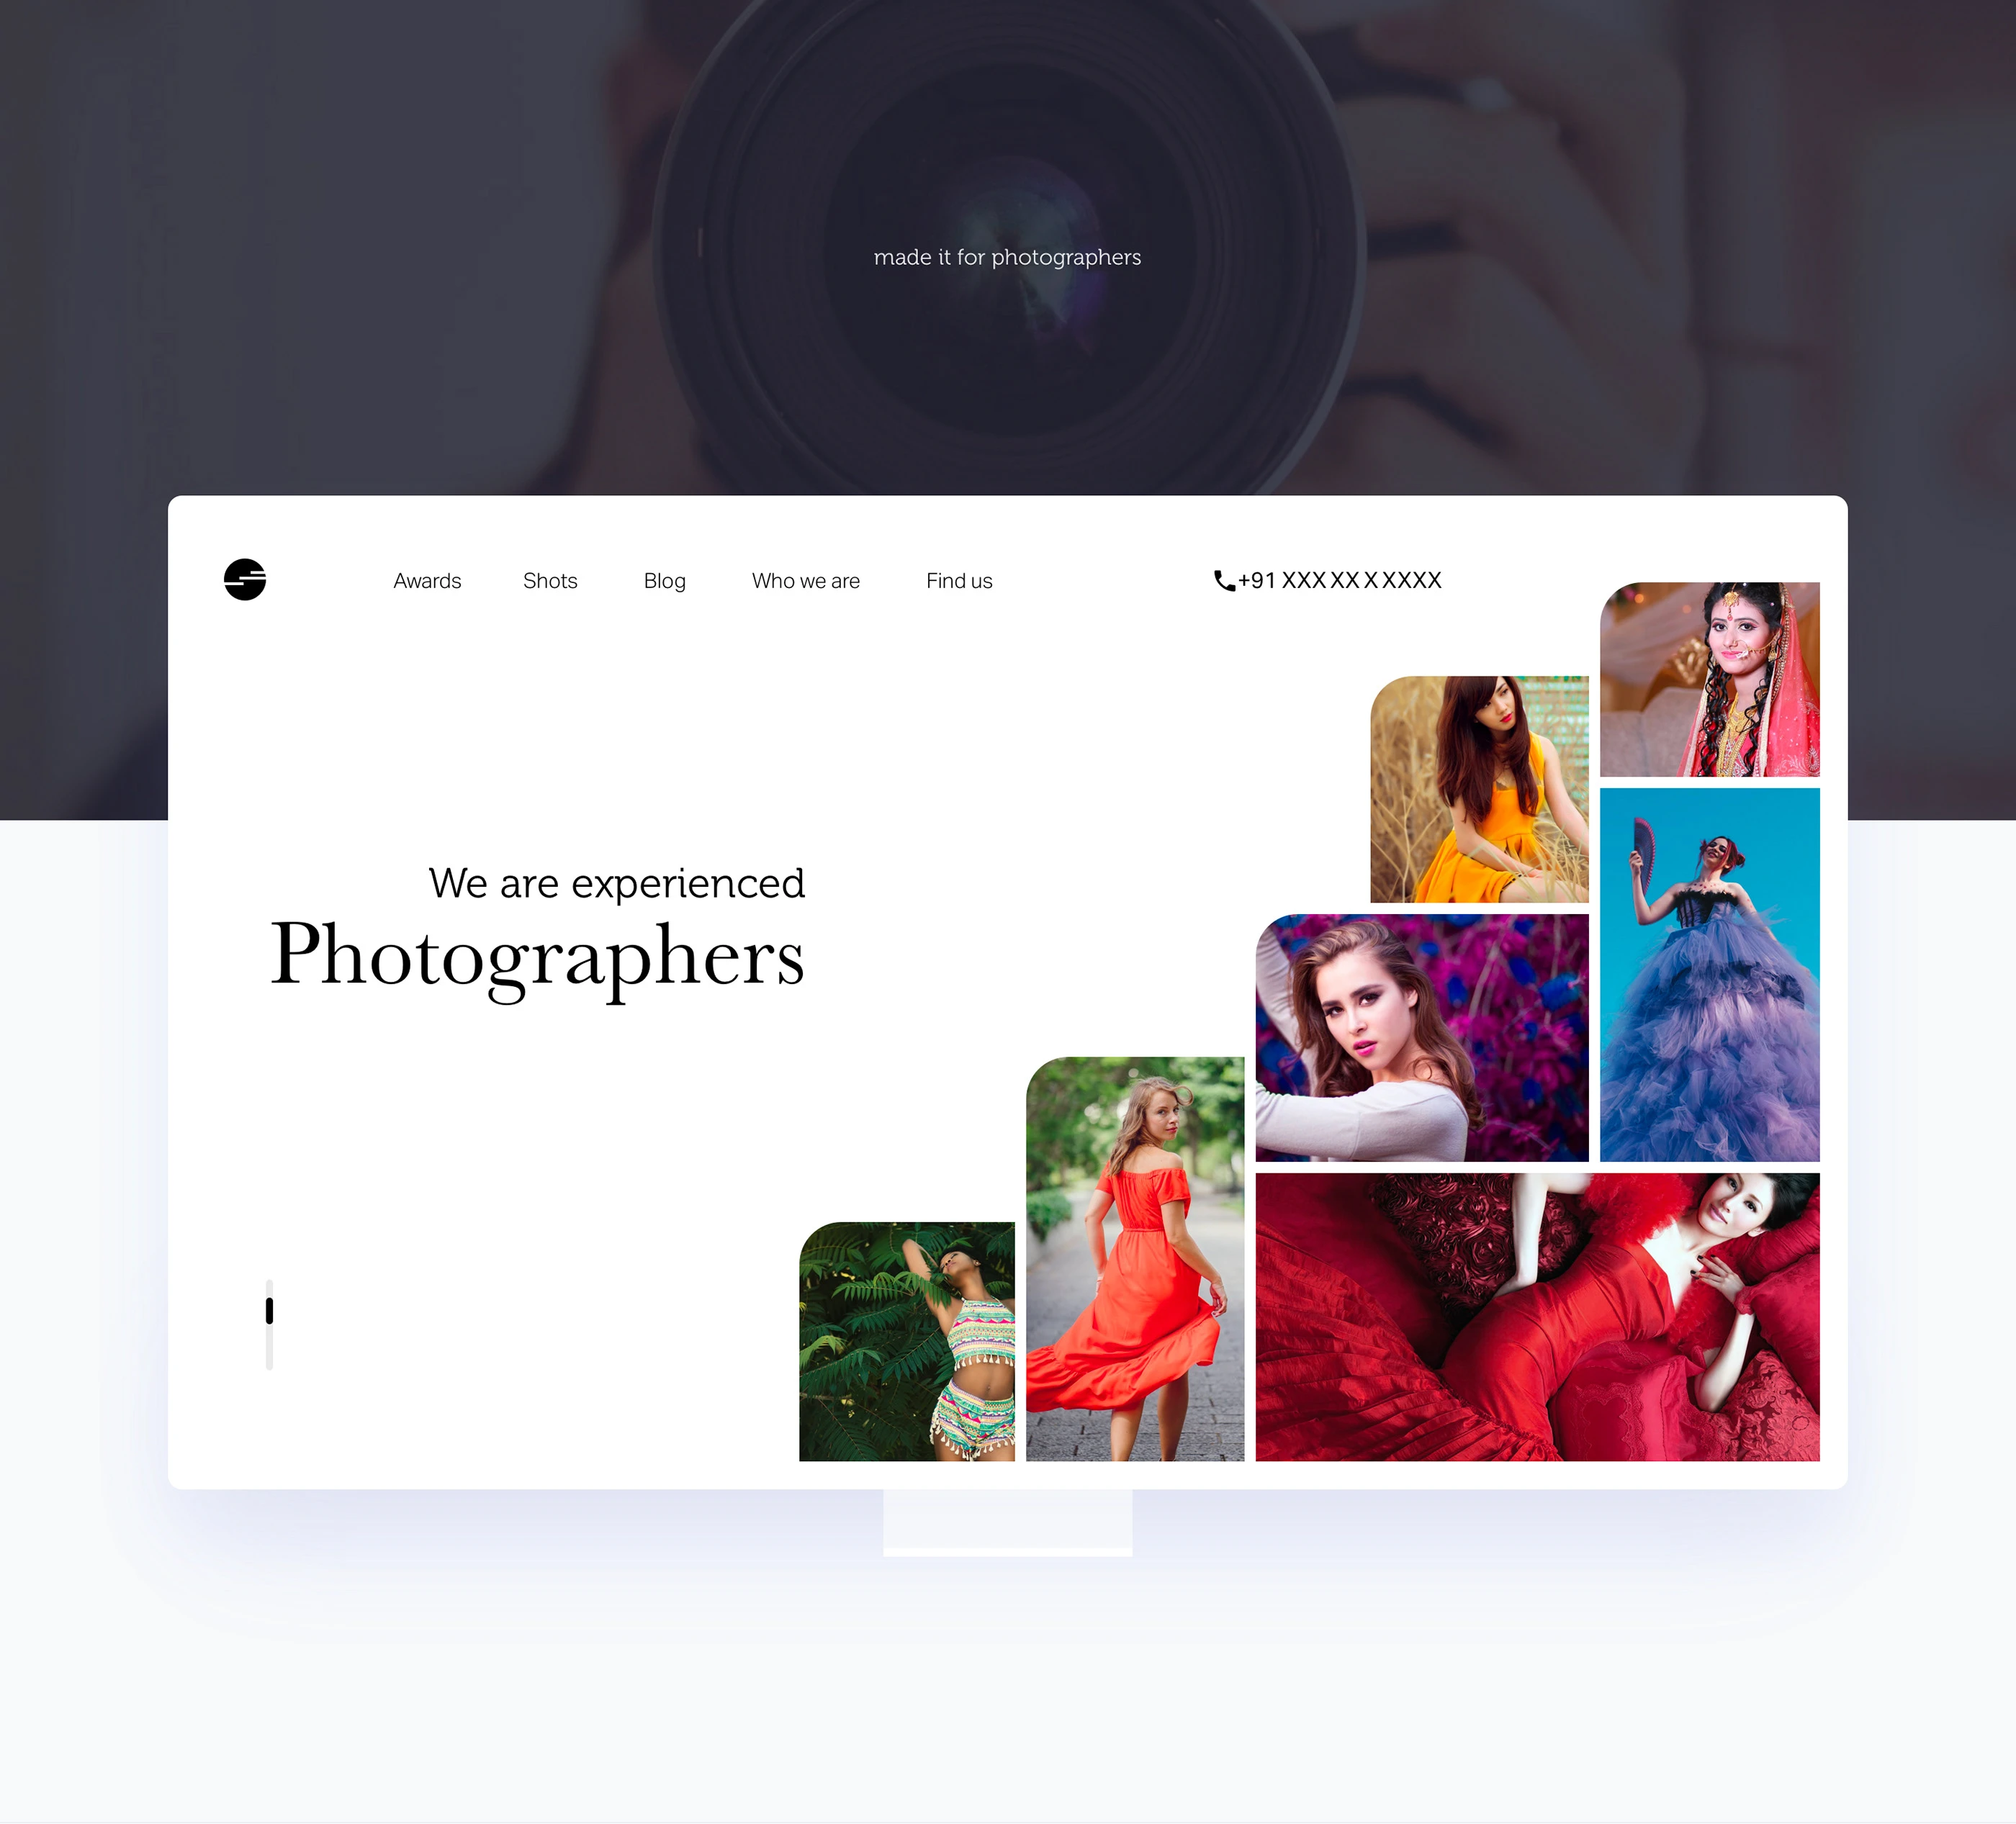 made it for photographers
Awards Shots Blog Who we are Find us +91 XXX XX X XXXX
We are experienced
Photographers